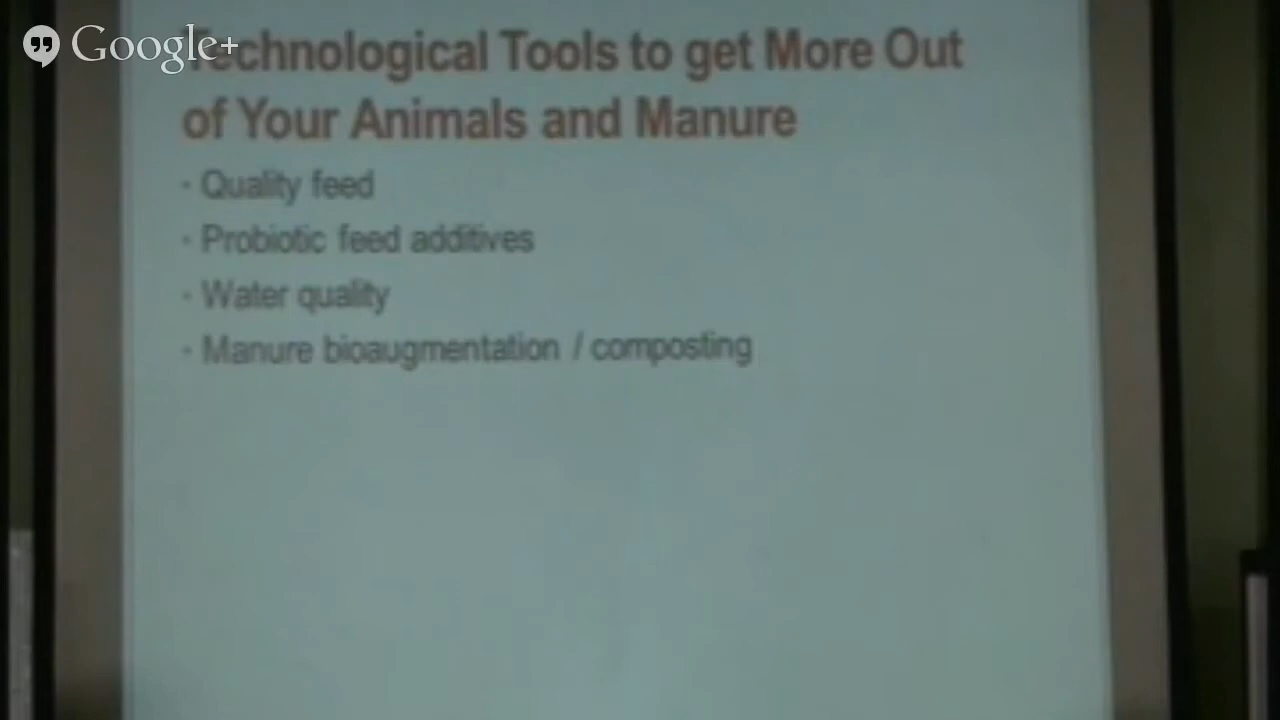 Google+
Technological Tools to get More Out
of Your Animals and Manure
- Quality feed
- Probiotic feed additives
- Water quality
- Manure bioaugmentation / composting